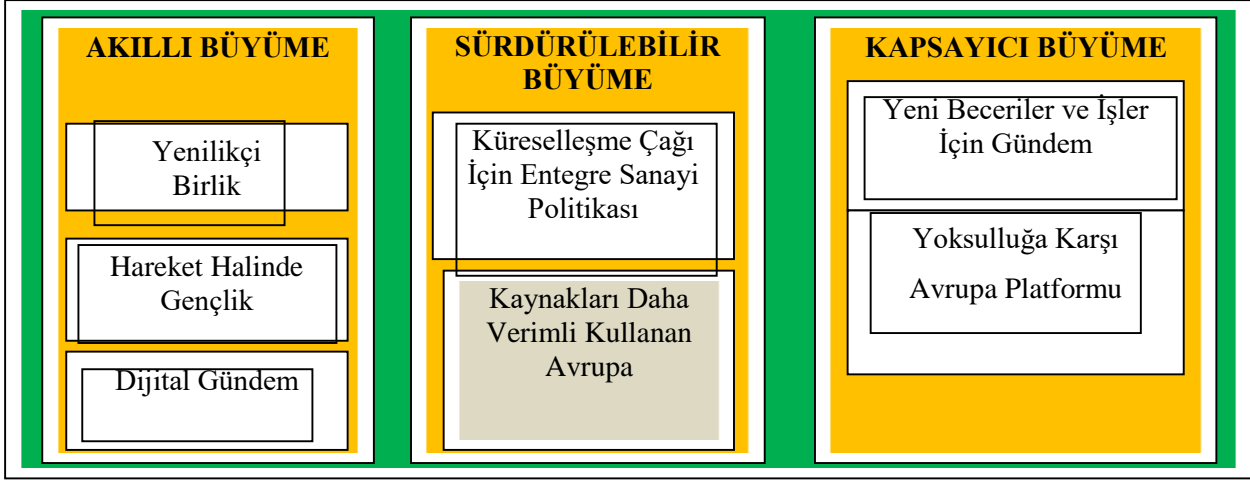 AKILLI BÜYÜME
Yenilikçi
Birlik
Hareket Halinde
Gençlik
Dijital Gündem
SÜRDÜRÜLEBİLİR
BÜYÜME
Küreselleşme Çağı
İçin Entegre Sanayi
Politikası
Kaynakları Daha
Verimli Kullanan
Avrupa
KAPSAYICI BÜYÜME
Yeni Beceriler ve İşler
İçin Gündem
Yoksulluğa Karşı
Avrupa Platformu